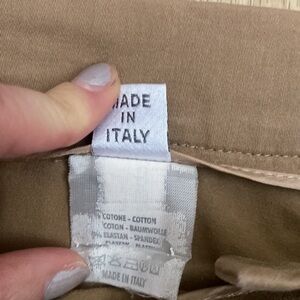 MADE
IN
ITALY
COTONE - COTTON
COTON - BAUMWOLLE
ELASTAN - SPANDEX
MADE IN ITALY